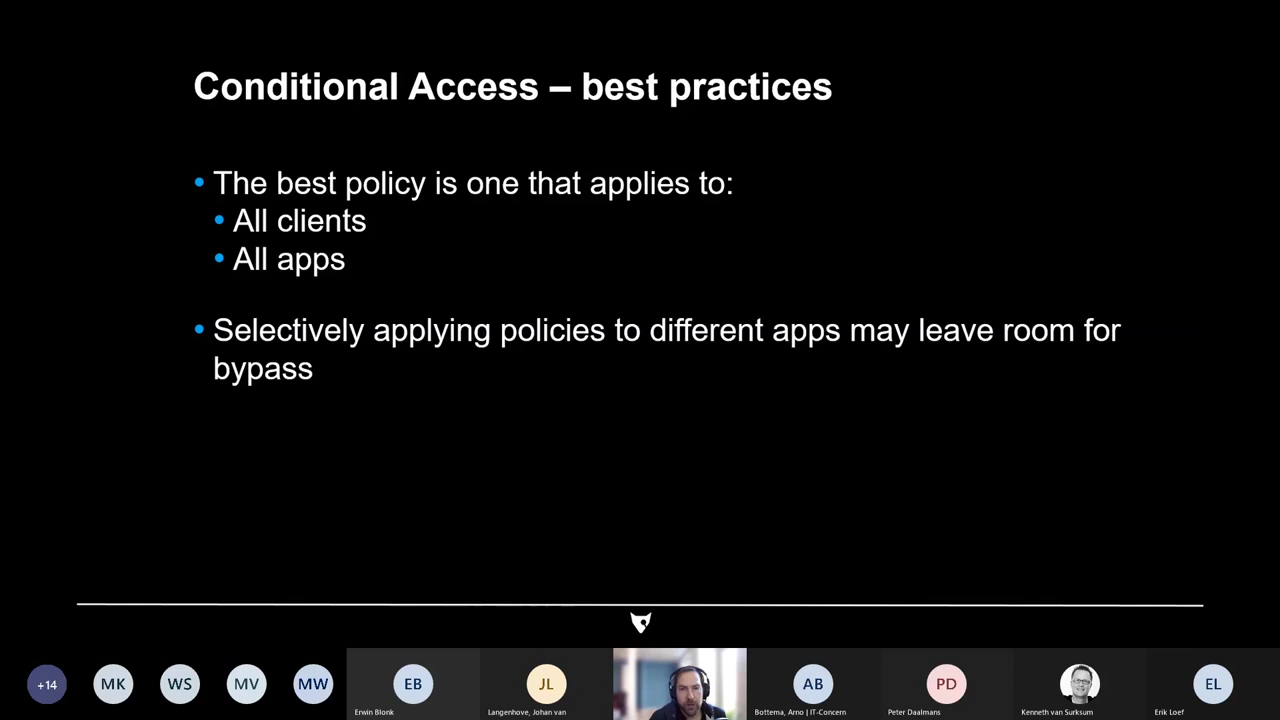 Conditional Access – best practices
• The best policy is one that applies to:
• All clients
• All apps
• Selectively applying policies to different apps may leave room for
bypass
+14
MK
WS
MV
MW
EB
Erwin Blonk
JL
Langenhove, Johan van
AB
Bottema, Arno | IT-Concern
PD
Peter Daalmans
Kenneth van Surksum
EL
Erik Loef